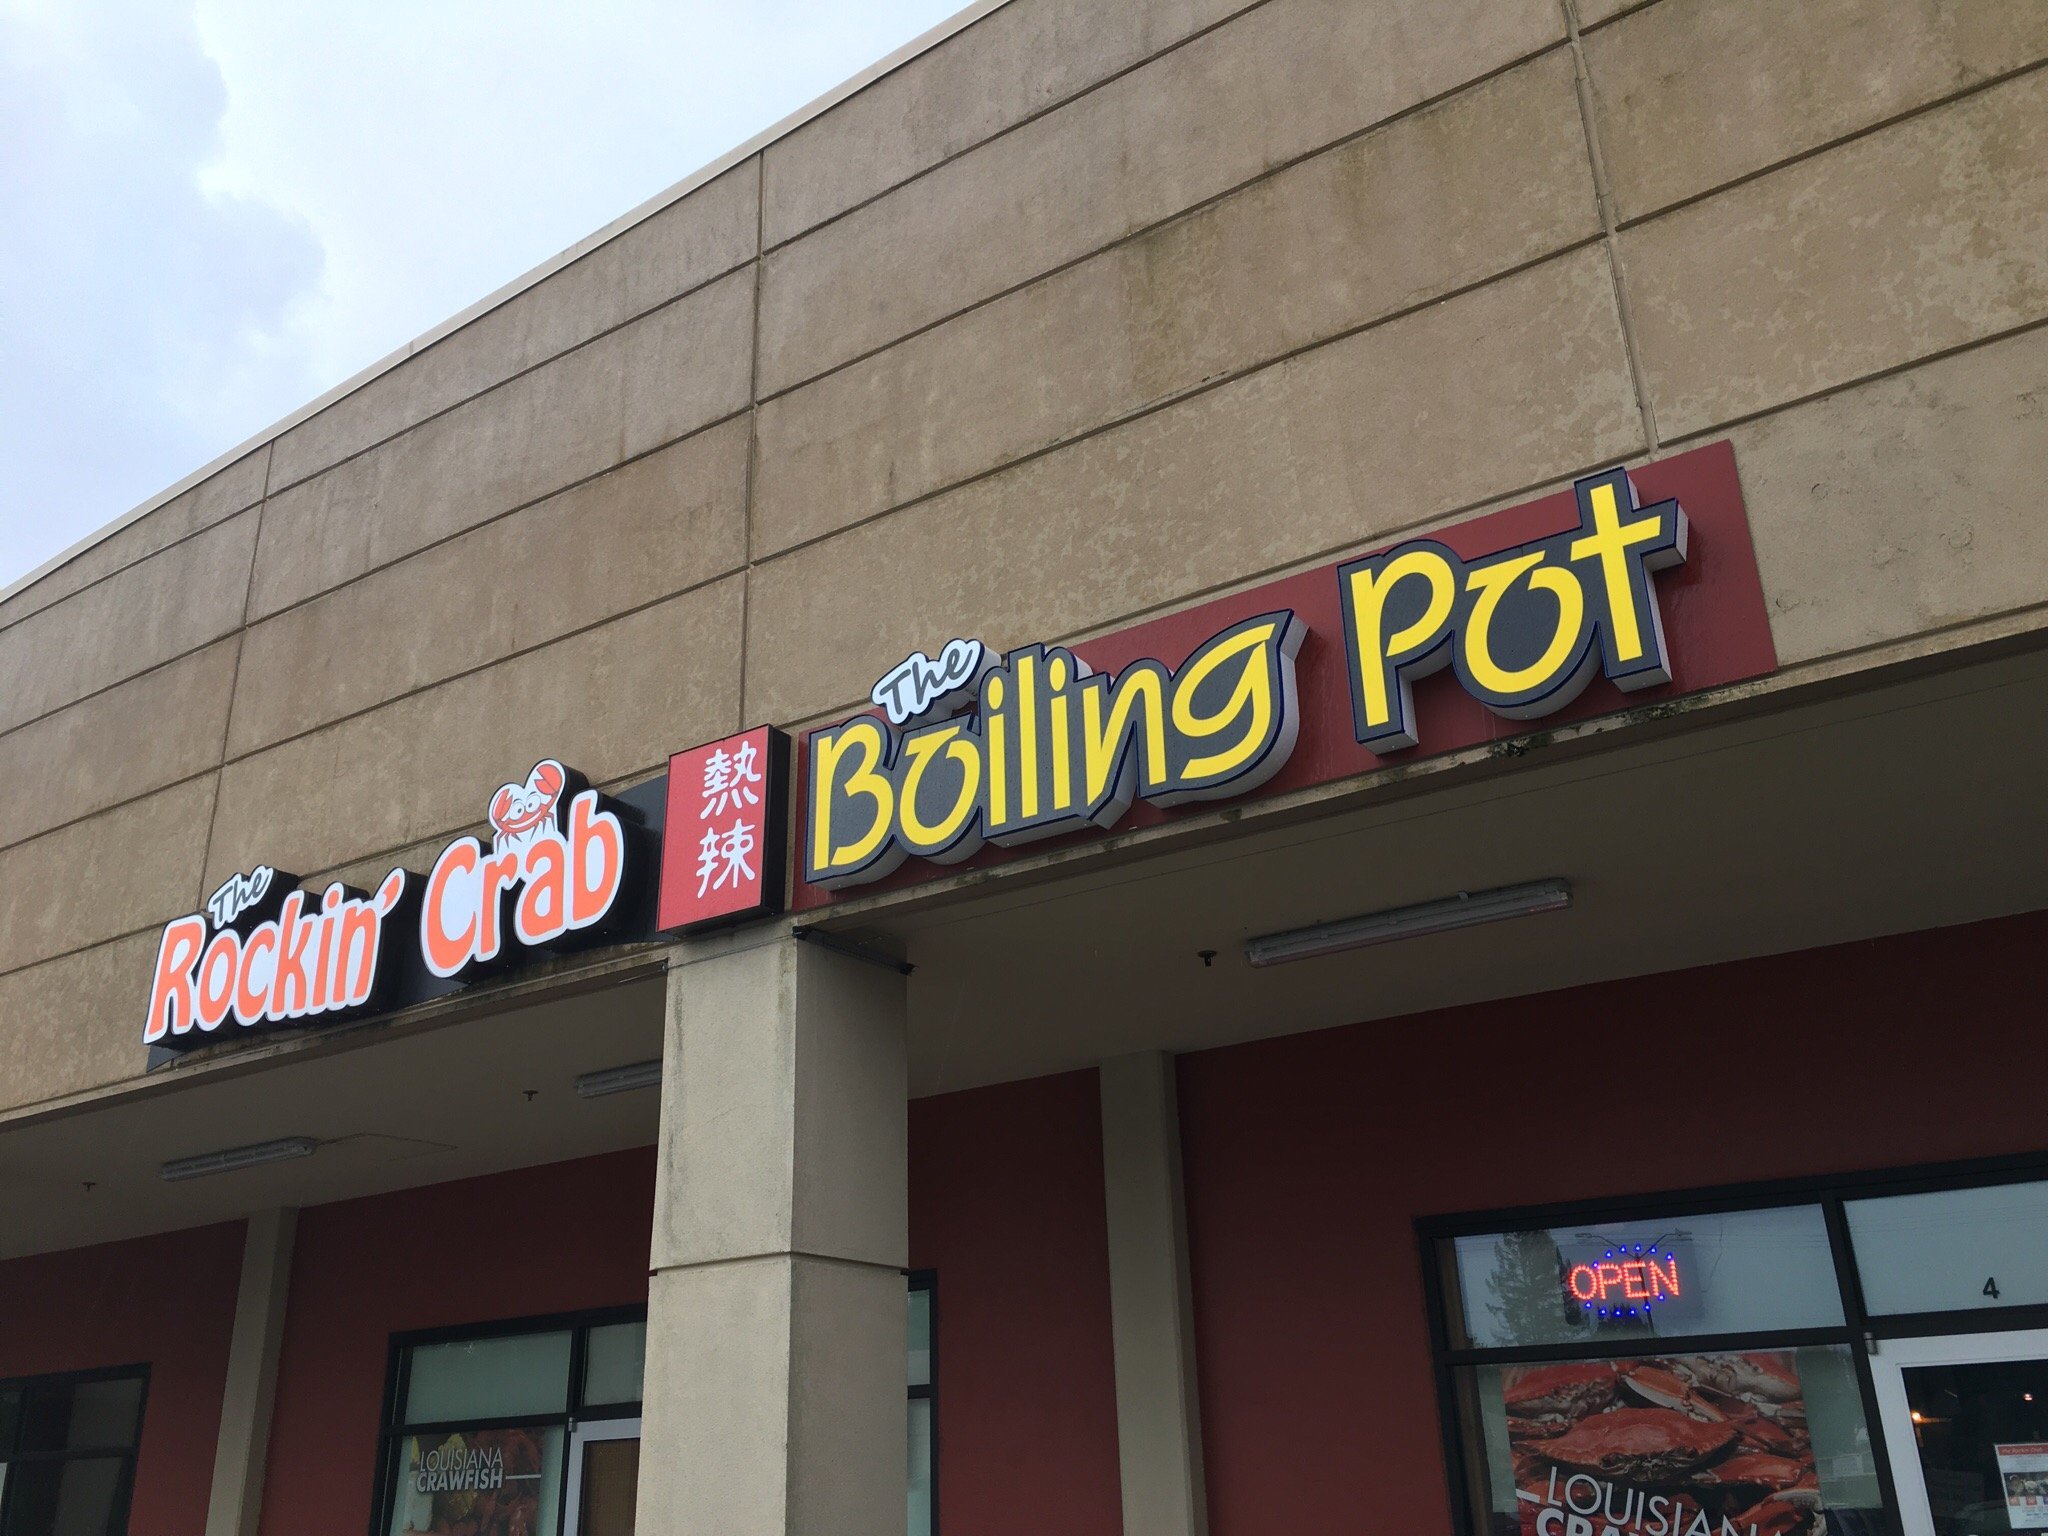 The
Rockin' Crab
熱
辣
The
Boiling Pot
OPEN
4
LOUISIANA
CRAWFISH
LOUISIANA